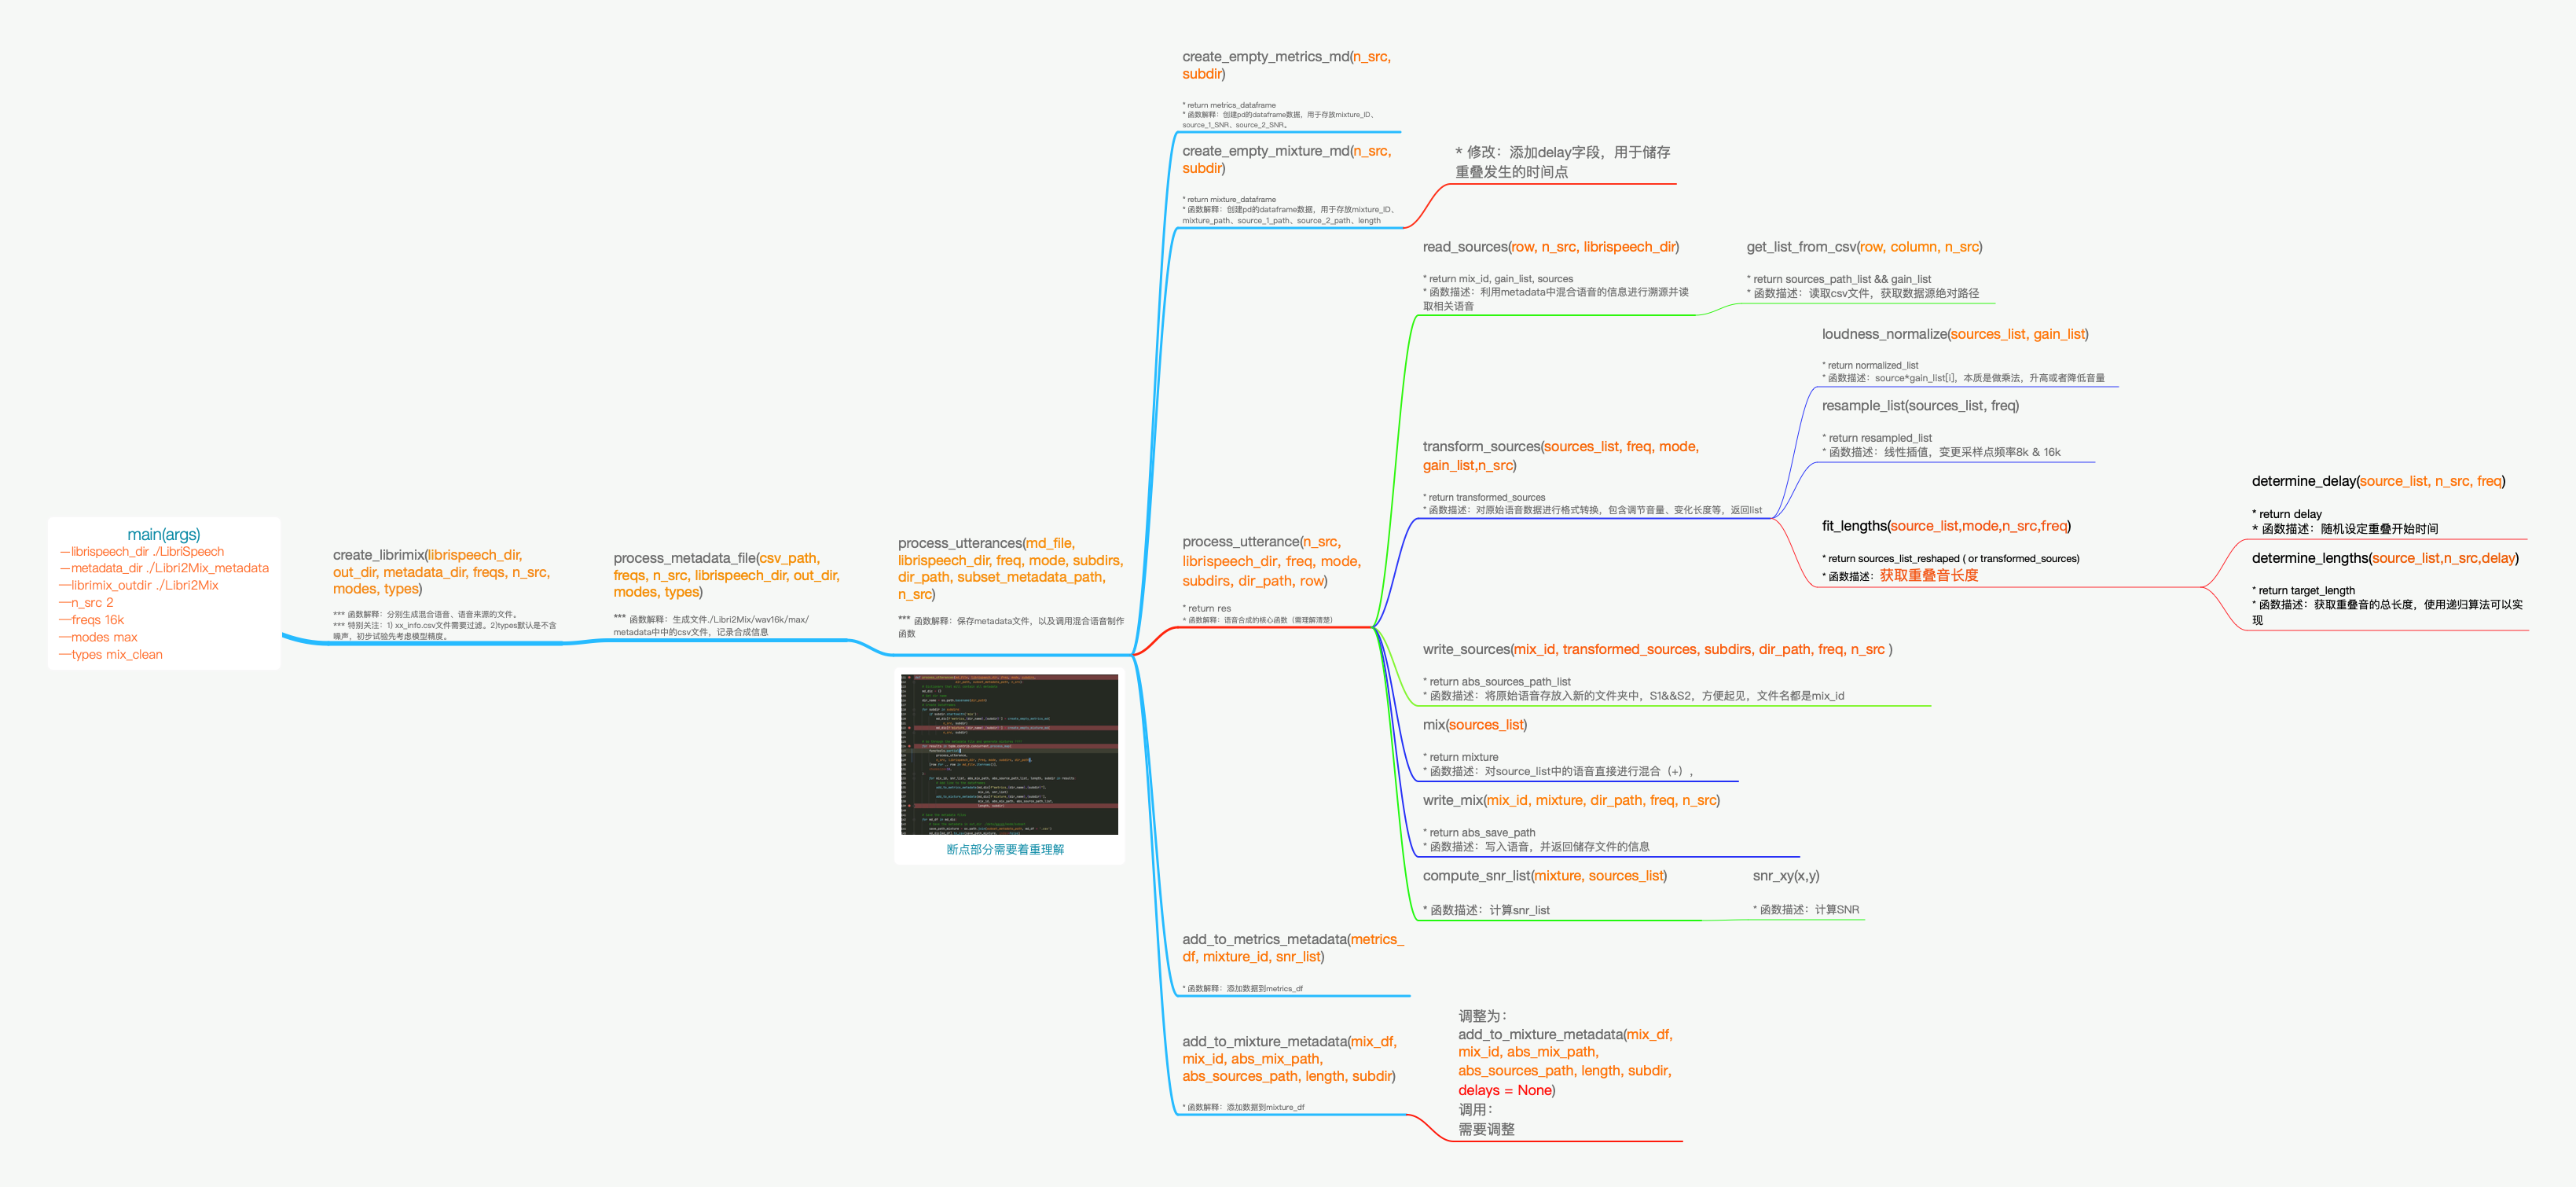 main(args)
—librispeech_dir ./LibriSpeech
—metadata_dir ./Libri2Mix_metadata
—librimix_outdir ./Libri2Mix
—n_src 2
—freqs 16k
—modes max
—types mix_clean
create_librimix(librispeech_dir,
out_dir, metadata_dir, freqs, n_src,
modes, types)
*** 函数解释：分别生成混合语音、语音来源的文件。
*** 特别关注：1) xx_info.csv文件需要过滤。2)types默认是不含
噪声，初步试验先考虑模型精度。
process_metadata_file(csv_path,
freqs, n_src, librispeech_dir, out_dir,
modes, types)
*** 函数解释：生成文件./Libri2Mix/wav16k/max/
metadata中中的csv文件，记录合成信息
process_utterances(md_file,
librispeech_dir, freq, mode, subdirs,
dir_path, subset_metadata_path,
n_src)
*** 函数解释：保存metadata文件，以及调用混合语音制作
函数
断点部分需要着重理解
create_empty_metrics_md(n_src,
subdir)
* return metrics_dataframe
* 函数解释：创建pd的dataframe数据，用于存放mixture_ID、
source_1_SNR、source_2_SNR。
create_empty_mixture_md(n_src,
subdir)
* return mixture_dataframe
* 函数解释：创建pd的dataframe数据，用于存放mixture_ID、
mixture_path、source_1_path、source_2_path、length
* 修改：添加delay字段，用于储存
重叠发生的时间点
process_utterance(n_src,
librispeech_dir, freq, mode,
subdirs, dir_path, row)
* return res
* 函数解释：语音合成的核心函数（需理解清楚）
read_sources(row, n_src, librispeech_dir)
* return mix_id, gain_list, sources
* 函数描述：利用metadata中混合语音的信息进行溯源并读
取相关语音
get_list_from_csv(row, column, n_src)
* return sources_path_list && gain_list
* 函数描述：读取csv文件，获取数据源绝对路径
transform_sources(sources_list, freq, mode,
gain_list,n_src)
* return transformed_sources
* 函数描述：对原始语音数据进行格式转换，包含调节音量、变化长度等，返回list
loudness_normalize(sources_list, gain_list)
* return normalized_list
* 函数描述：source*gain_list[i]，本质是做乘法，升高或者降低音量
resample_list(sources_list, freq)
* return resampled_list
* 函数描述：线性插值，变更采样点频率8k & 16k
fit_lengths(source_list,mode,n_src,freq)
* return sources_list_reshaped ( or transformed_sources)
* 函数描述：获取重叠音长度
determine_delay(source_list, n_src, freq)
* return delay
* 函数描述：随机设定重叠开始时间
determine_lengths(source_list,n_src,delay)
* return target_length
* 函数描述：获取重叠音的总长度，使用递归算法可以实
现
write_sources(mix_id, transformed_sources, subdirs, dir_path, freq, n_src )
* return abs_sources_path_list
* 函数描述：将原始语音存放入新的文件夹中，S1&&S2，方便起见，文件名都是mix_id
mix(sources_list)
* return mixture
* 函数描述：对source_list中的语音直接进行混合（+），
write_mix(mix_id, mixture, dir_path, freq, n_src)
* return abs_save_path
* 函数描述：写入语音，并返回储存文件的信息
compute_snr_list(mixture, sources_list)
* 函数描述：计算snr_list
snr_xy(x,y)
* 函数描述：计算SNR
add_to_metrics_metadata(metrics_
df, mixture_id, snr_list)
* 函数解释：添加数据到metrics_df
add_to_mixture_metadata(mix_df,
mix_id, abs_mix_path,
abs_sources_path, length, subdir)
* 函数解释：添加数据到mixture_df
调整为：
add_to_mixture_metadata(mix_df,
mix_id, abs_mix_path,
abs_sources_path, length, subdir,
delays = None)
调用：
需要调整